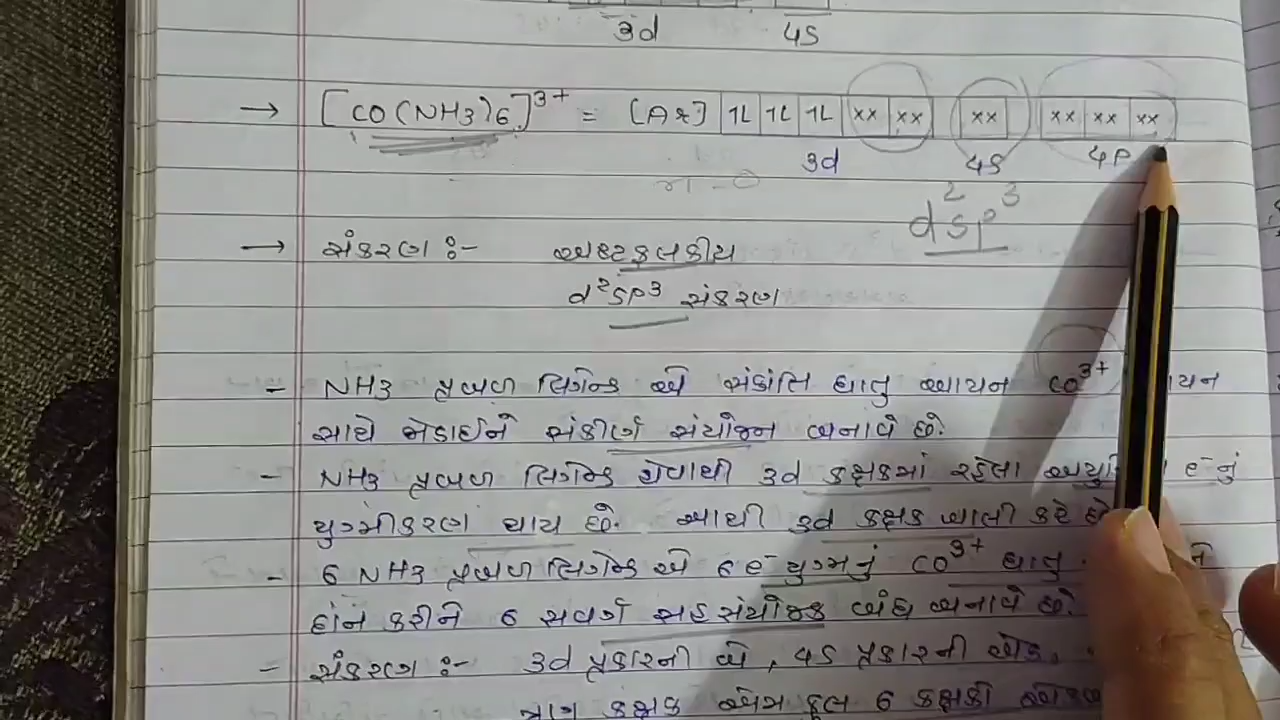 3d 4S
→ [CO(NH3)6]3+ = [Ar] 1L 1L 1L xx xx xx xx xx xx
3d 4S 4P
d2SP3
→ સંકરણ :- અષ્ટફલકીય
d2SP3 સંકરણ
- NH3 પ્રબળ લિગેન્ડ એ સંક્રાંતિ ધાતુ આયન CO3+
સાથે જોડાઈને સંકીર્ણ સંયોજન બનાવે છે.
- NH3 પ્રબળ લિગેન્ડ હોવાથી 3d કક્ષકમાં રહેલા e-નું
યુગ્મીકરણ થાય છે. આથી 3d કક્ષક ખાલી કરે છે
- 6 NH3 પ્રબળ લિગેન્ડ એ 6 e- યુગ્મનું CO3+ ધાતુ
દાન કરીને 6 સવર્ગ સહસંયોજક બંધ બનાવે છે.
- સંકરણ :- 3d પ્રકારની બે, 4S પ્રકારની એક,
ત્રણ કક્ષક એમ કુલ 6 કક્ષકો